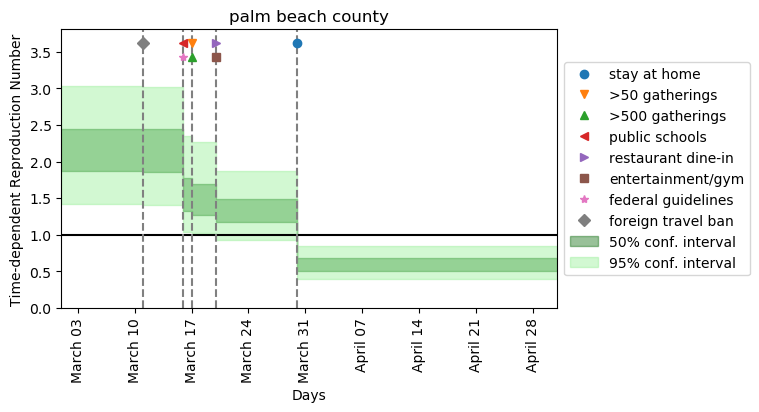 palm beach county
Time-dependent Reproduction Number
3.5
3.0
2.5
2.0
1.5
1.0
0.5
0.0
March 03
March 10
March 17
March 24
March 31
April 07
April 14
April 21
April 28
Days
stay at home
>50 gatherings
>500 gatherings
public schools
restaurant dine-in
entertainment/gym
federal guidelines
foreign travel ban
50% conf. interval
95% conf. interval